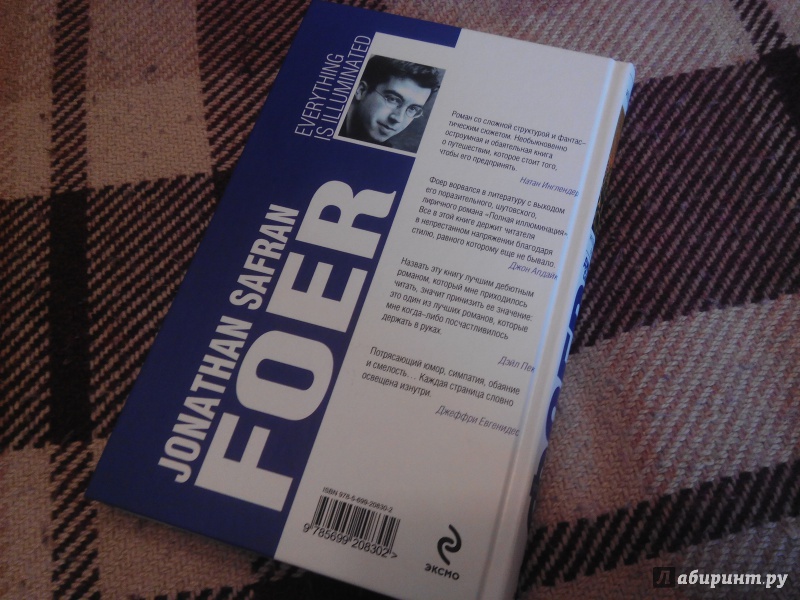 EVERYTHING
IS ILLUMINATED
JONATHAN SAFRAN
FOER
Роман со сложной структурой и фантас-
тическим сюжетом. Необыкновенно
остроумная и обаятельная книга
о путешествии, которое стоит того,
чтобы его предпринять.
Натан Ингленде
Фоер ворвался в литературу с выходом
его поразительного, шутовского,
лиричного романа «Полная иллюминация»
Все в этой книге держит читателя
в непрестанном напряжении благодаря
стилю, равного которому еще не бывало.
Джон Апдайк
Назвать эту книгу лучшим дебютным
романом, который мне приходилось
читать, значит принизить ее значение:
это один из лучших романов, которые
мне когда-либо посчастливилось
держать в руках.
Дэйл Пек
Потрясающий юмор, симпатия, обаяние
и смелость... Каждая страница словно
освещена изнутри.
Джеффри Евгенидес
ISBN 978-5-699-20830-2
9 785699 208302 >
эксмо
Лабиринт.ру